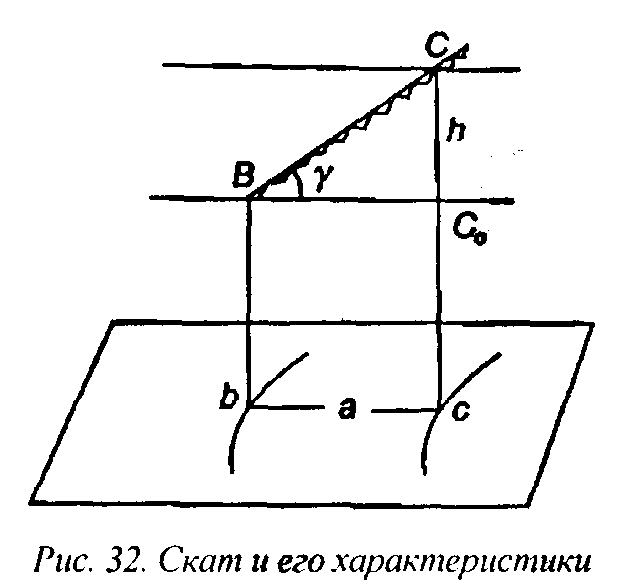 C
h
B γ
C₀
b a c
Рис. 32. Скат и его характеристики